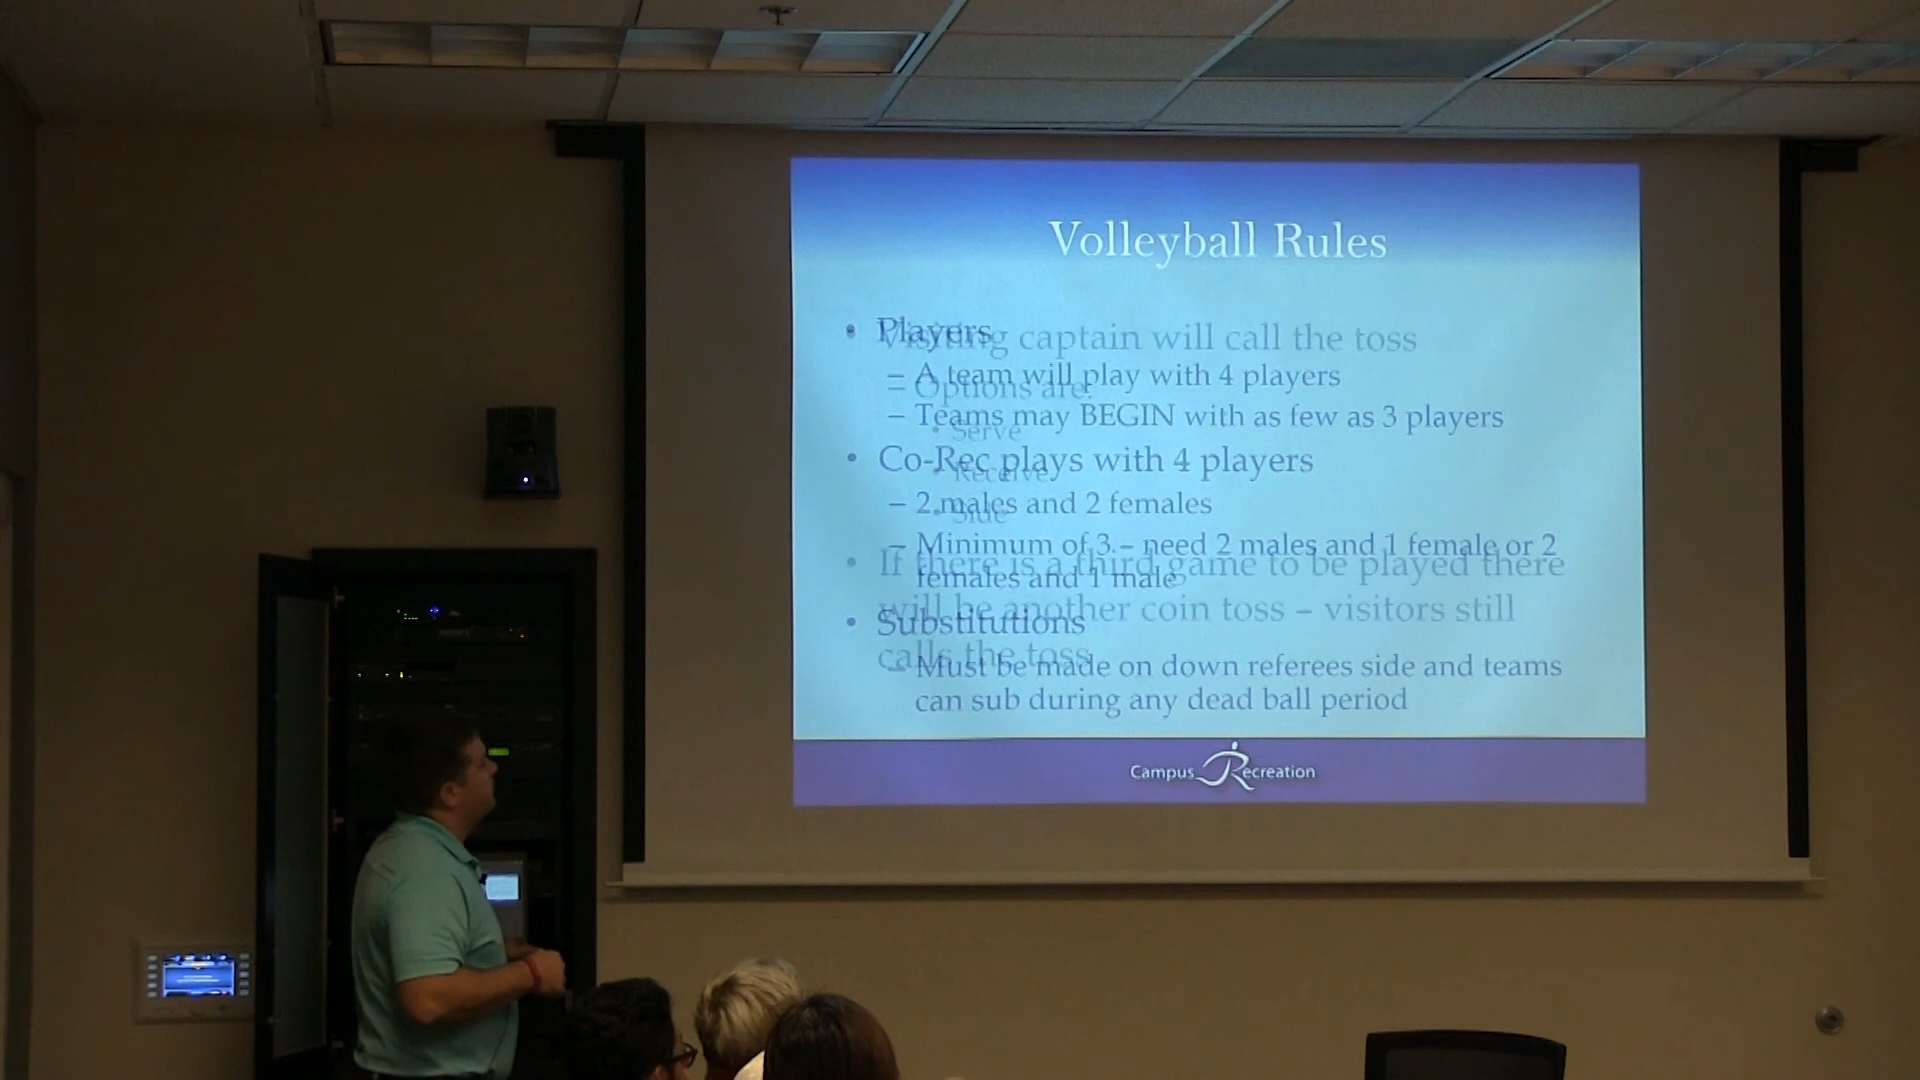 Volleyball Rules
• Players
– A team will play with 4 players
– Teams may BEGIN with as few as 3 players
• Co-Rec plays with 4 players
– 2 males and 2 females
– Minimum of 3 – need 2 males and 1 female or 2
females and 1 male
• Substitutions
– Must be made on down referees side and teams
can sub during any dead ball period
• Visiting captain will call the toss
– Options are:
• Serve
• Receive
• Side
• If there is a third game to be played there
will be another coin toss – visitors still
calls the toss
Campus Recreation